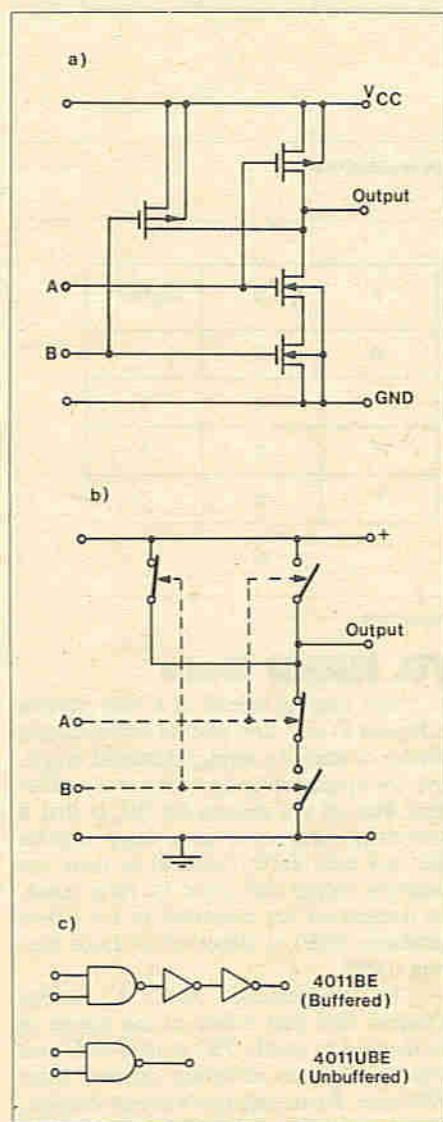 a)
VCC
Output
A
B
GND
b)
+
Output
A
B
c)
4011BE
(Buffered)
4011UBE
(Unbuffered)